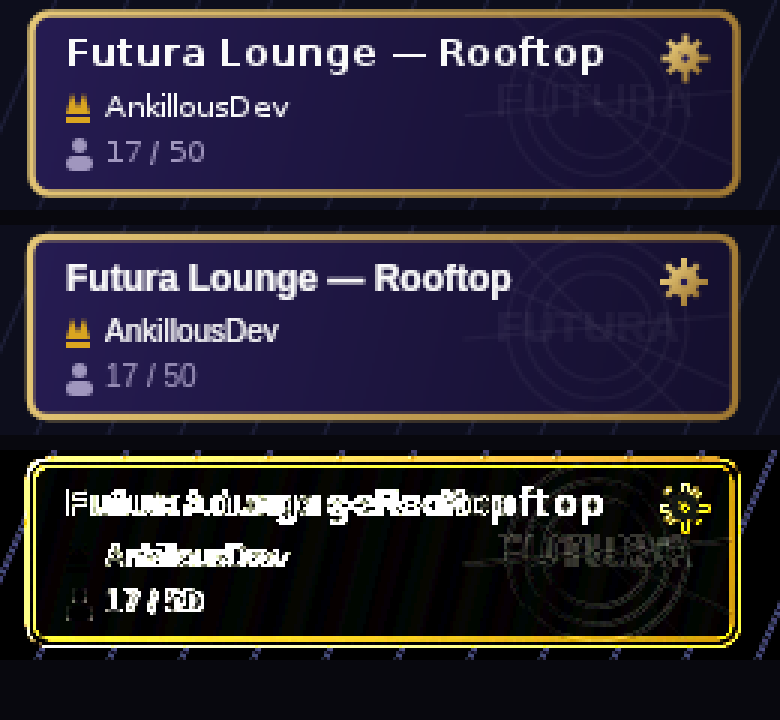 Futura Lounge — Rooftop
AnkillousDev
FUTURA
17 / 50
Futura Lounge — Rooftop
AnkillousDev
FUTURA
17 / 50